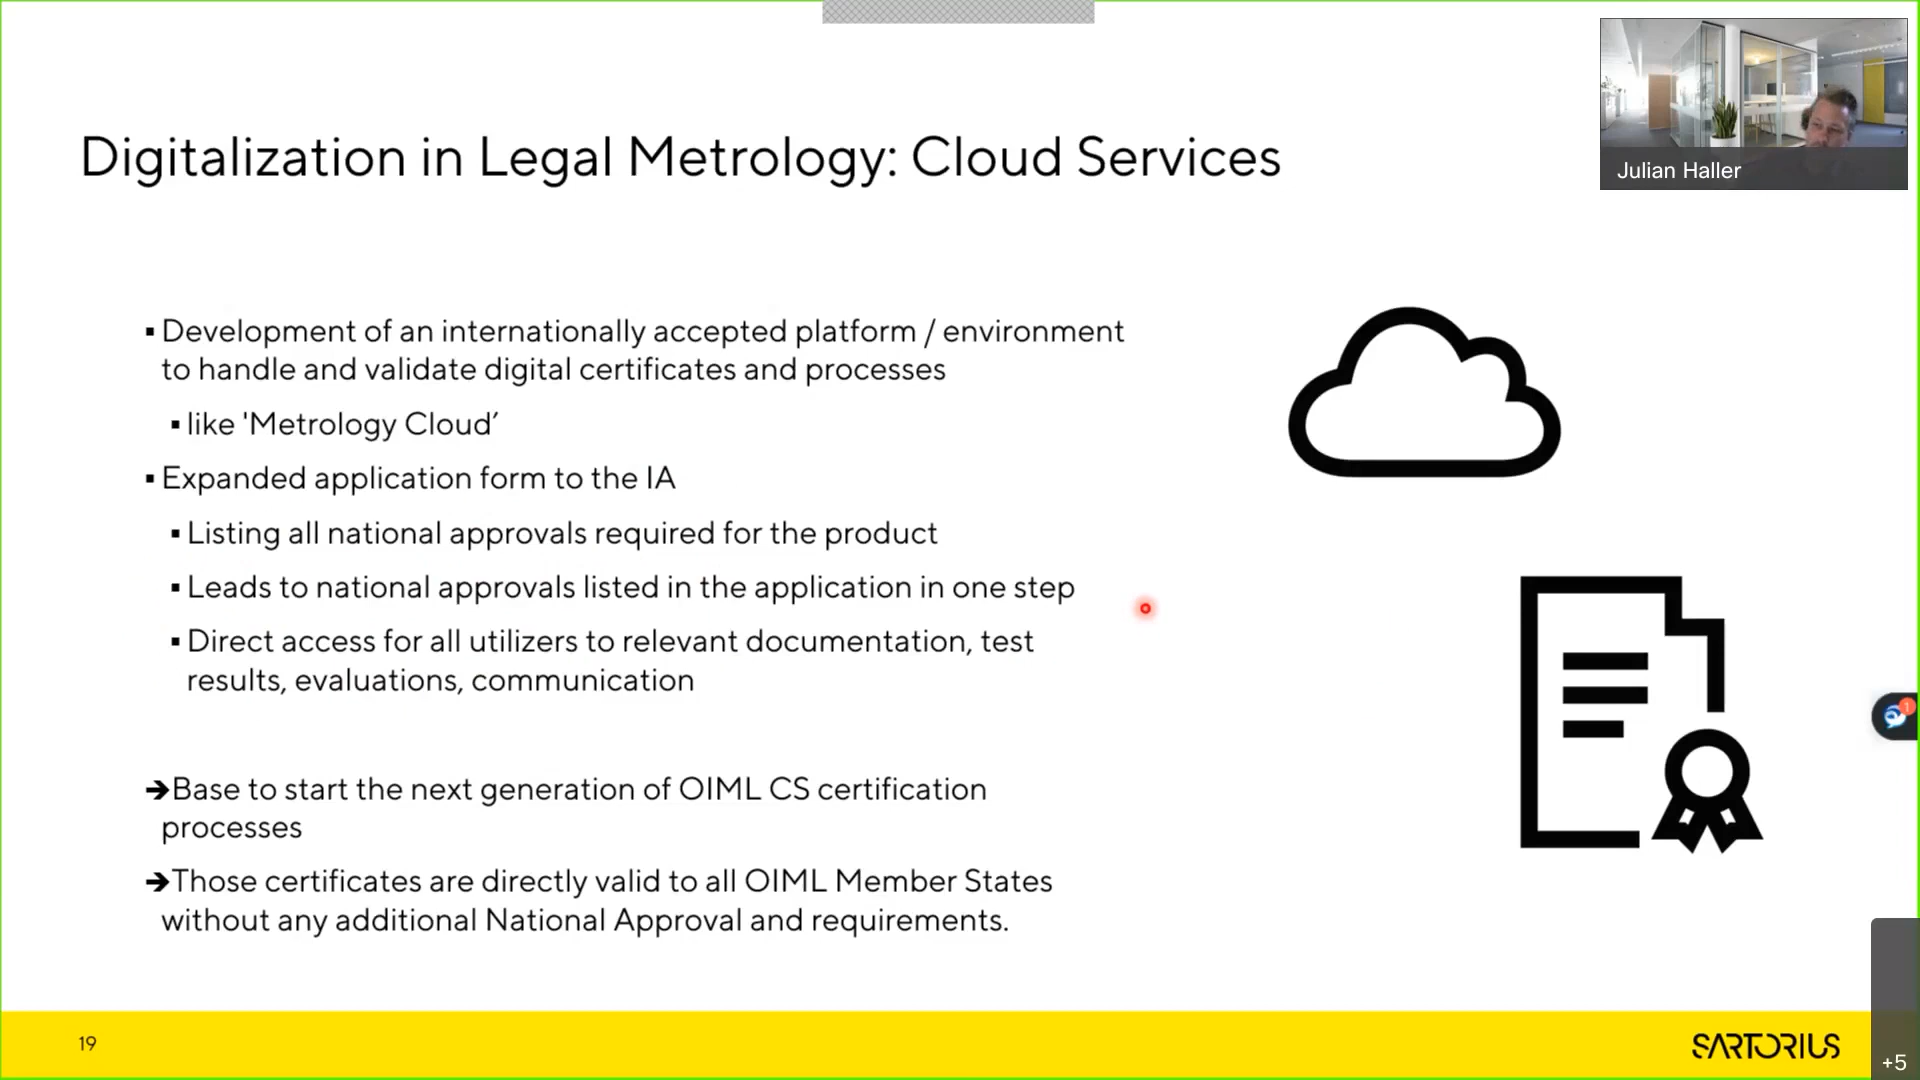 Digitalization in Legal Metrology: Cloud Services
Julian Haller
▪ Development of an internationally accepted platform / environment
to handle and validate digital certificates and processes
▪ like 'Metrology Cloud’
▪ Expanded application form to the IA
▪ Listing all national approvals required for the product
▪ Leads to national approvals listed in the application in one step
▪ Direct access for all utilizers to relevant documentation, test
results, evaluations, communication
1
➔Base to start the next generation of OIML CS certification
processes
➔Those certificates are directly valid to all OIML Member States
without any additional National Approval and requirements.
19
SARTORIUS
+5